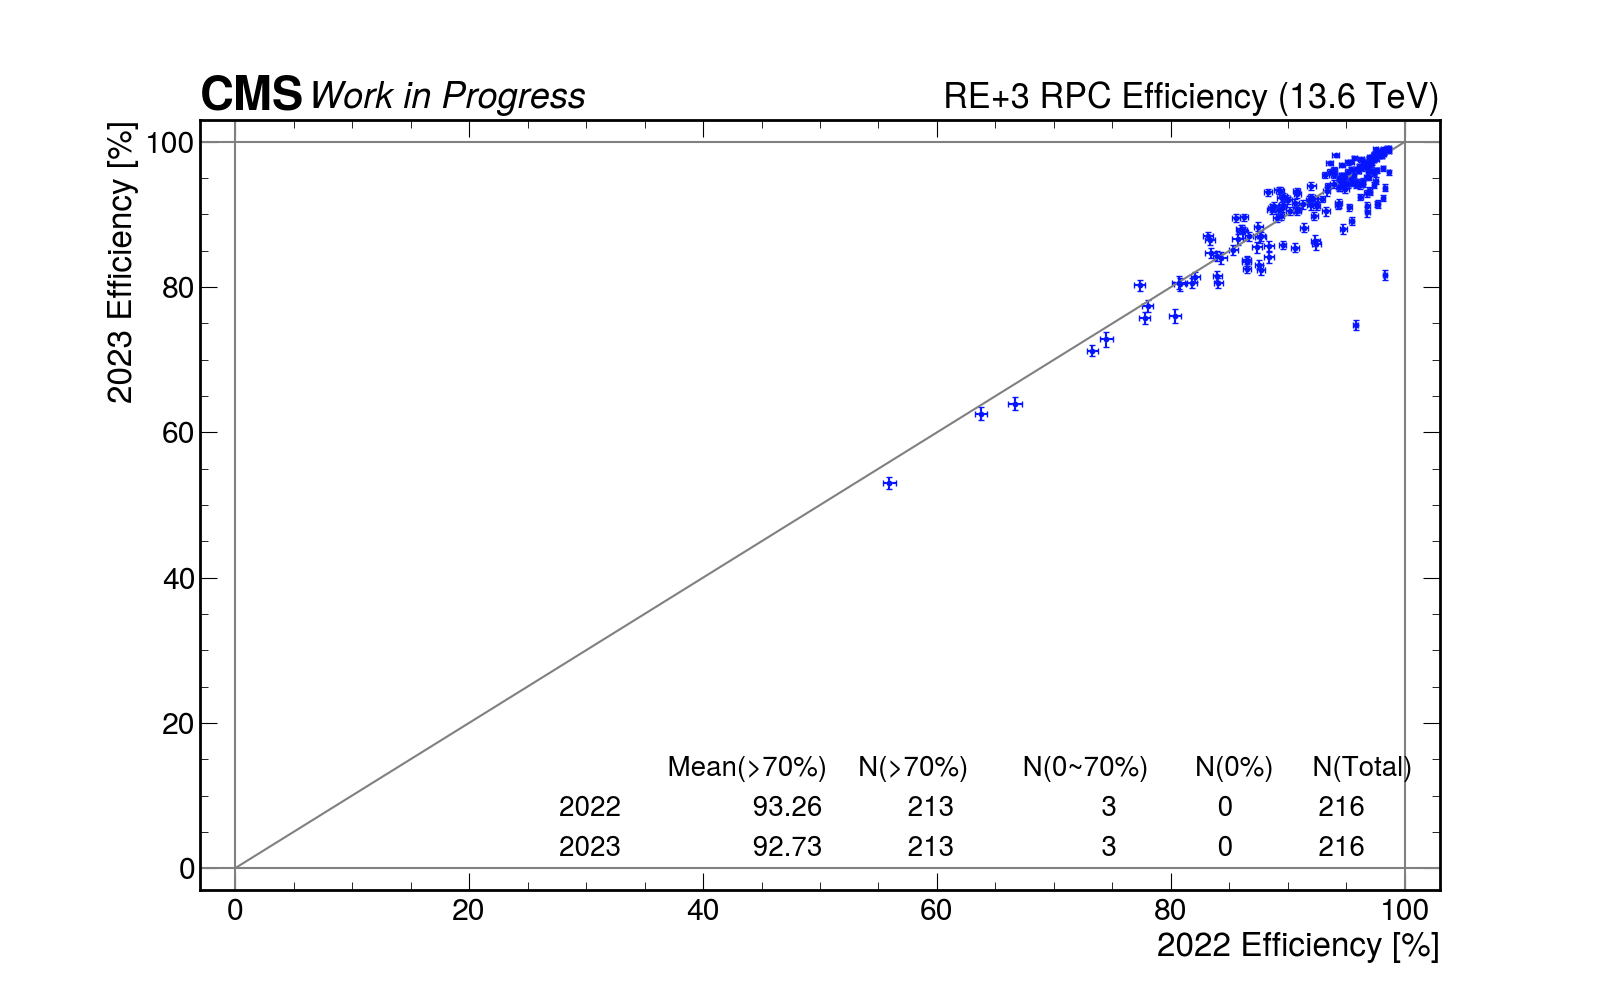 CMS Work in Progress RE+3 RPC Efficiency (13.6 TeV)
2023 Efficiency [%]
100
80
60
40
20
0
Mean(>70%) N(>70%) N(0~70%) N(0%) N(Total)
2022 93.26 213 3 0 216
2023 92.73 213 3 0 216
0 20 40 60 80 100
2022 Efficiency [%]